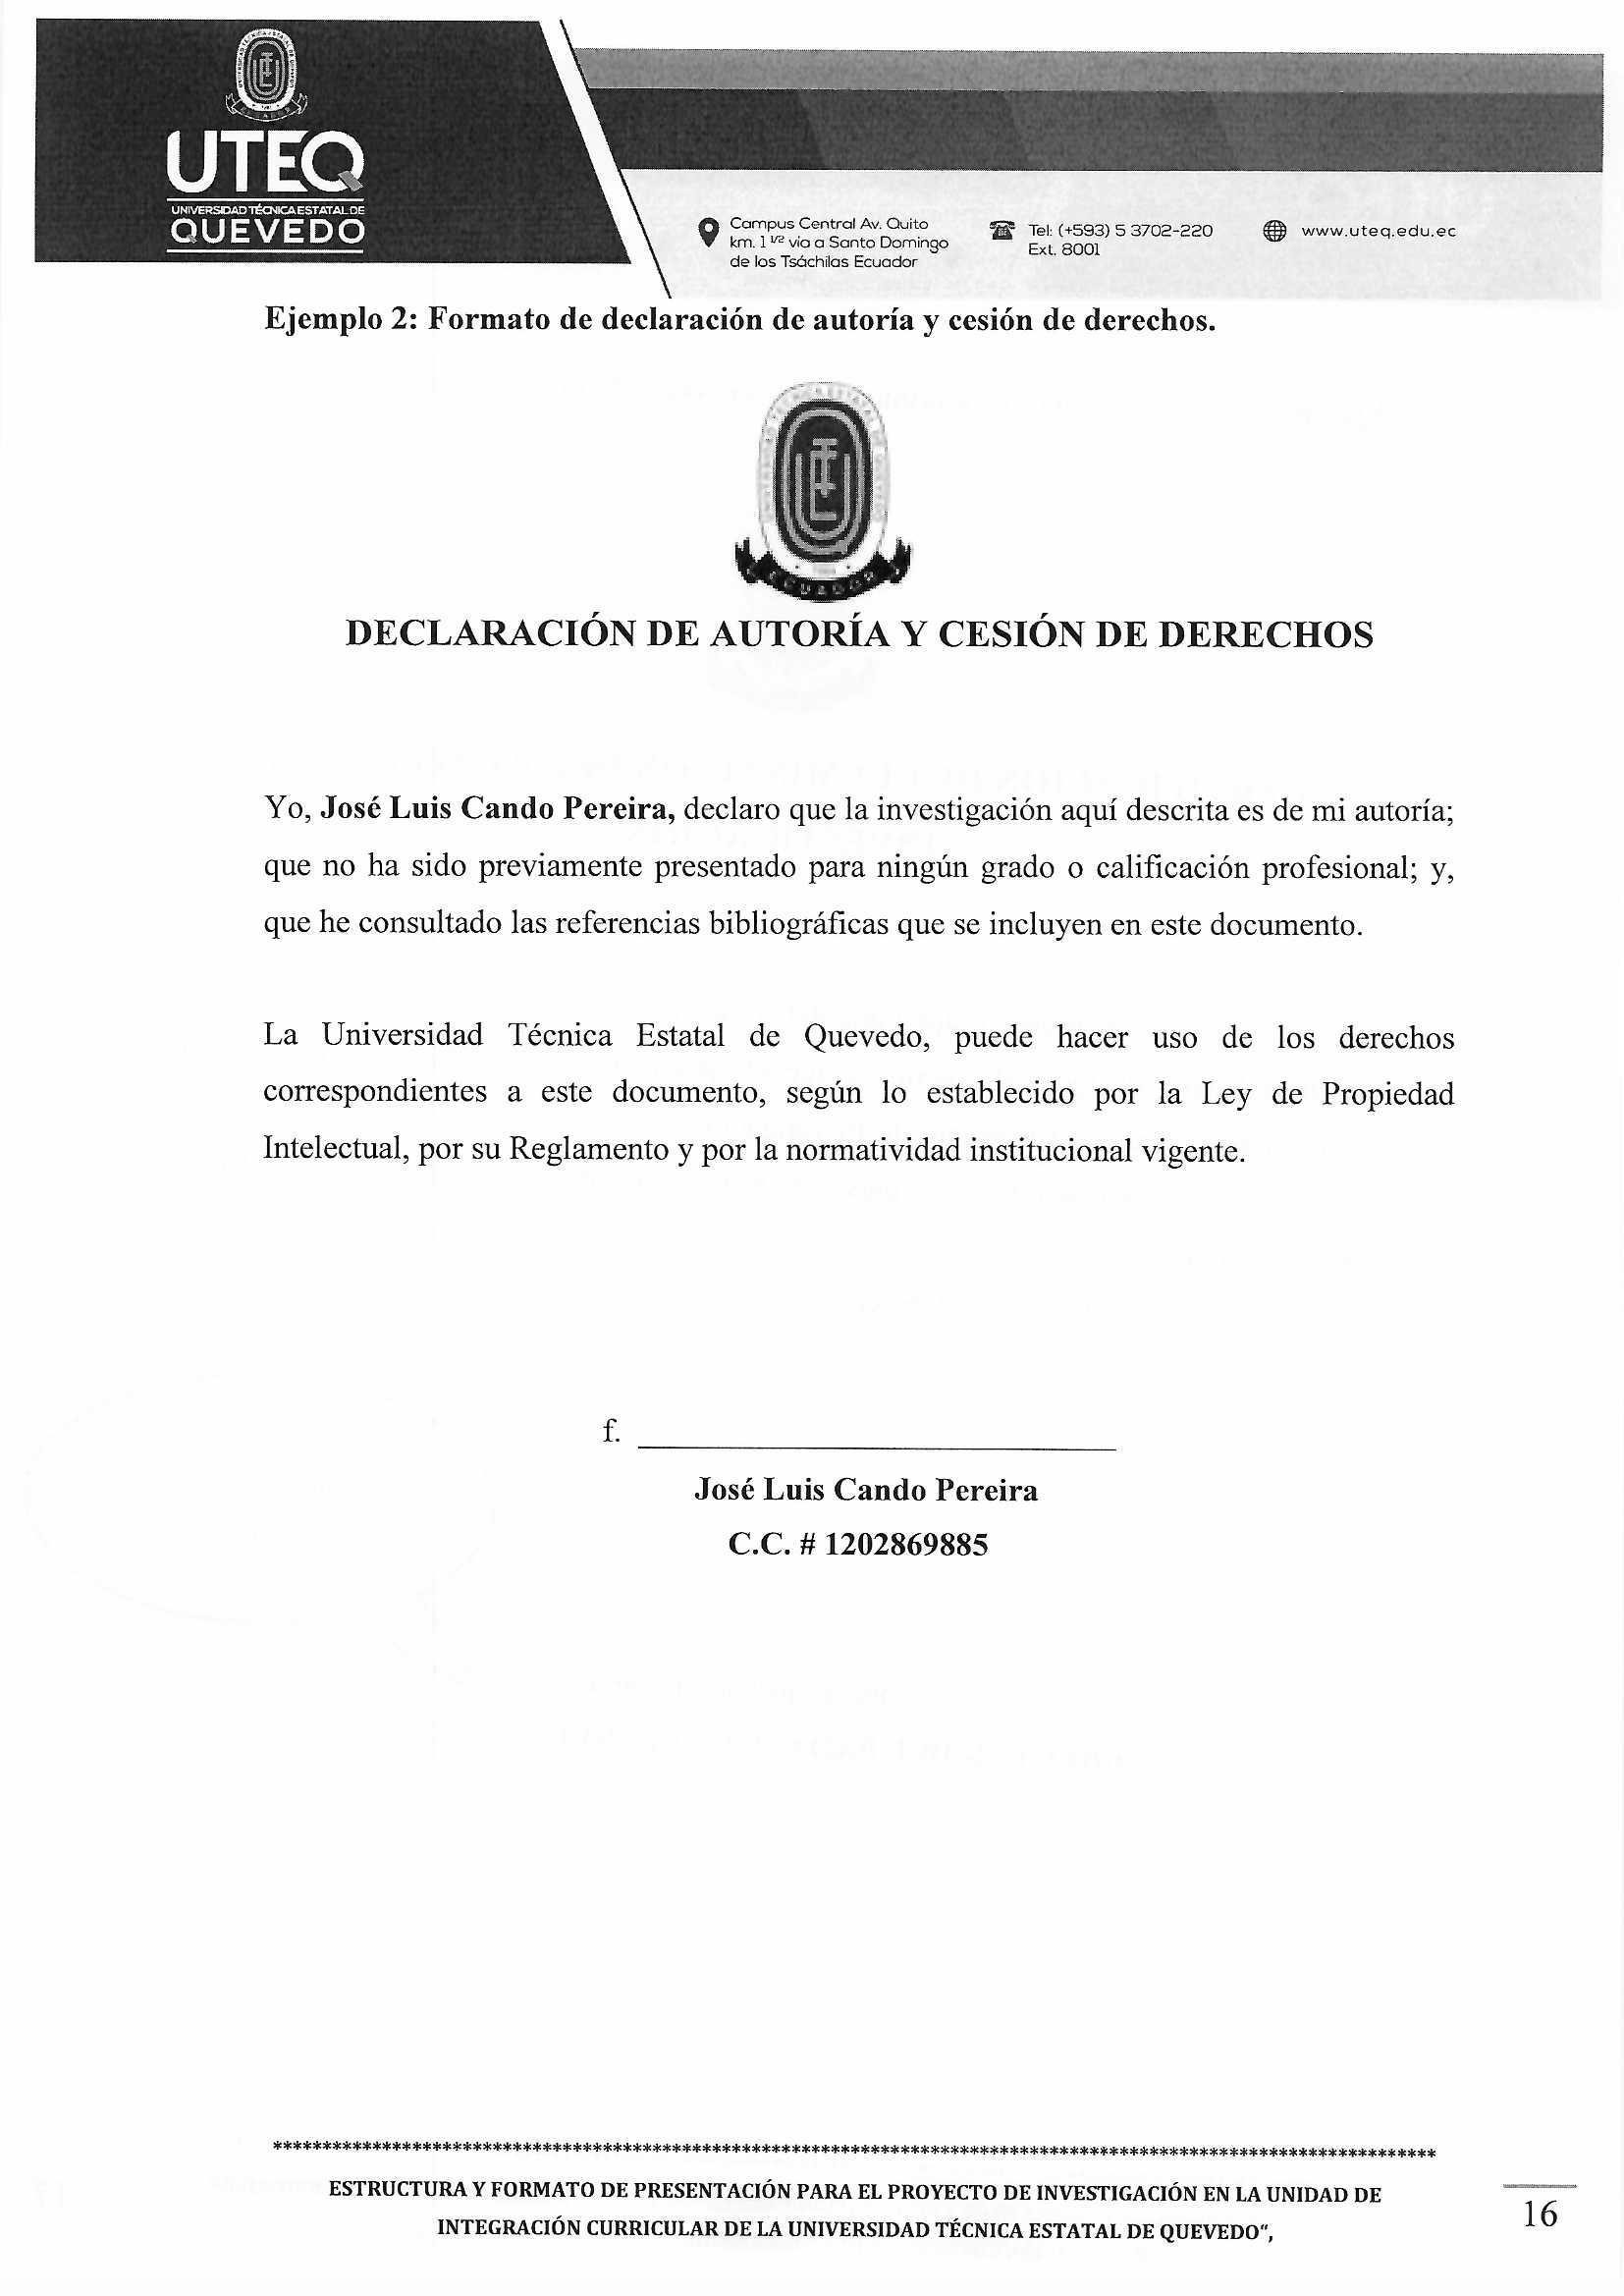 UTEQ
UNIVERSIDAD TÉCNICA ESTATAL DE
QUEVEDO
Campus Central Av. Quito
km. 1 1/2 vía a Santo Domingo
de los Tsáchilas Ecuador
Tel: (+593) 5 3702-220
Ext. 8001
www.uteq.edu.ec
Ejemplo 2: Formato de declaración de autoría y cesión de derechos.
ECUADOR
DECLARACIÓN DE AUTORÍA Y CESIÓN DE DERECHOS
Yo, José Luis Cando Pereira, declaro que la investigación aquí descrita es de mi autoría;
que no ha sido previamente presentado para ningún grado o calificación profesional; y,
que he consultado las referencias bibliográficas que se incluyen en este documento.
La Universidad Técnica Estatal de Quevedo, puede hacer uso de los derechos
correspondientes a este documento, según lo establecido por la Ley de Propiedad
Intelectual, por su Reglamento y por la normatividad institucional vigente.
f. ____________________
José Luis Cando Pereira
C.C. # 1202869885
********************************************************************************************************************
ESTRUCTURA Y FORMATO DE PRESENTACIÓN PARA EL PROYECTO DE INVESTIGACIÓN EN LA UNIDAD DE
INTEGRACIÓN CURRICULAR DE LA UNIVERSIDAD TÉCNICA ESTATAL DE QUEVEDO",
16